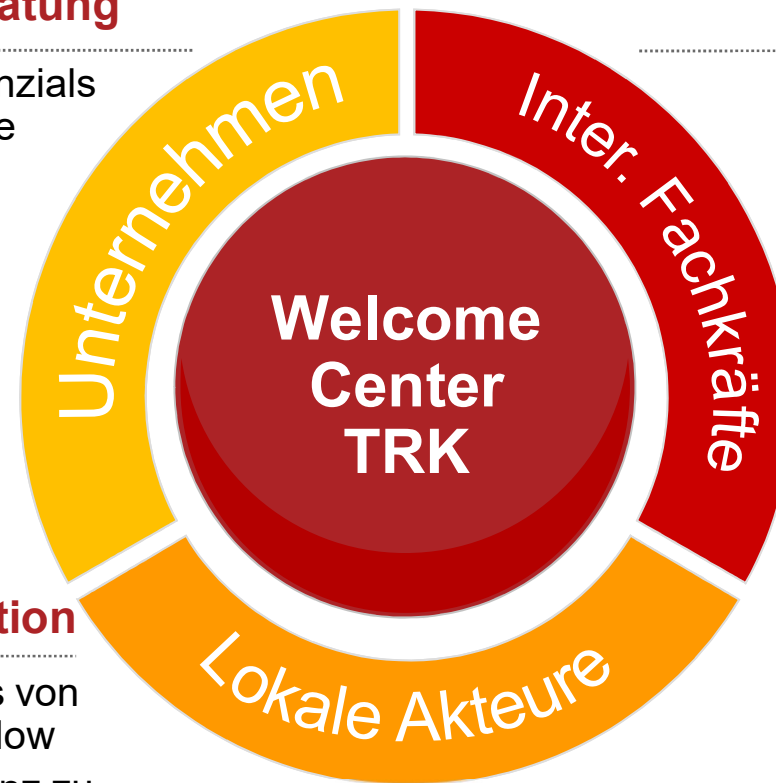 atung
nzials
e
Unternehmen
Inter. Fachkräfte
Welcome
Center
TRK
tion
s von
low
Lokale Akteure